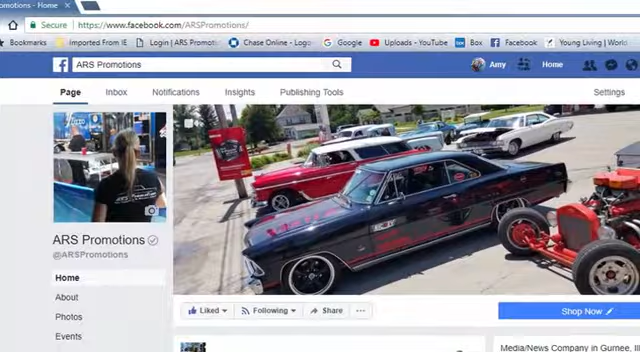 omotions - Home
Secure https://www.facebook.com/ARSPromotions/
Bookmarks Imported From IE Login | ARS Promoti Chase Online - Logo Google Uploads - YouTube Box Facebook Young Living | World
ARS Promotions Amy Home
Page Inbox Notifications Insights Publishing Tools Settings
ARS Promotions
@ARSPromotions
Home
About
Photos
Events
Liked Following Share ... Shop Now
Media/News Company in Gurnee, Il